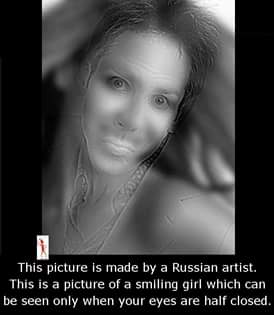 This picture is made by a Russian artist.
This is a picture of a smiling girl which can
be seen only when your eyes are half closed.